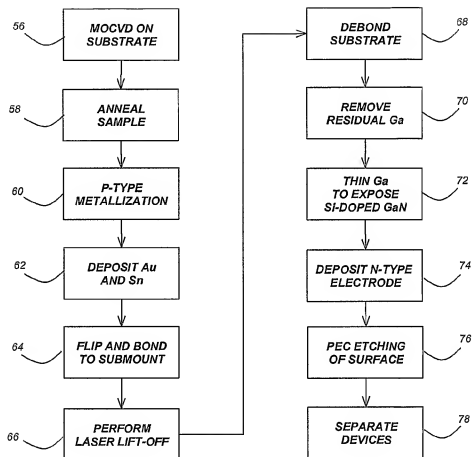 56
MOCVD ON
SUBSTRATE
58
ANNEAL
SAMPLE
60
P-TYPE
METALLIZATION
62
DEPOSIT Au
AND Sn
64
FLIP AND BOND
TO SUBMOUNT
66
PERFORM
LASER LIFT-OFF
68
DEBOND
SUBSTRATE
70
REMOVE
RESIDUAL Ga
72
THIN Ga
TO EXPOSE
SI-DOPED GaN
74
DEPOSIT N-TYPE
ELECTRODE
76
PEC ETCHING
OF SURFACE
78
SEPARATE
DEVICES